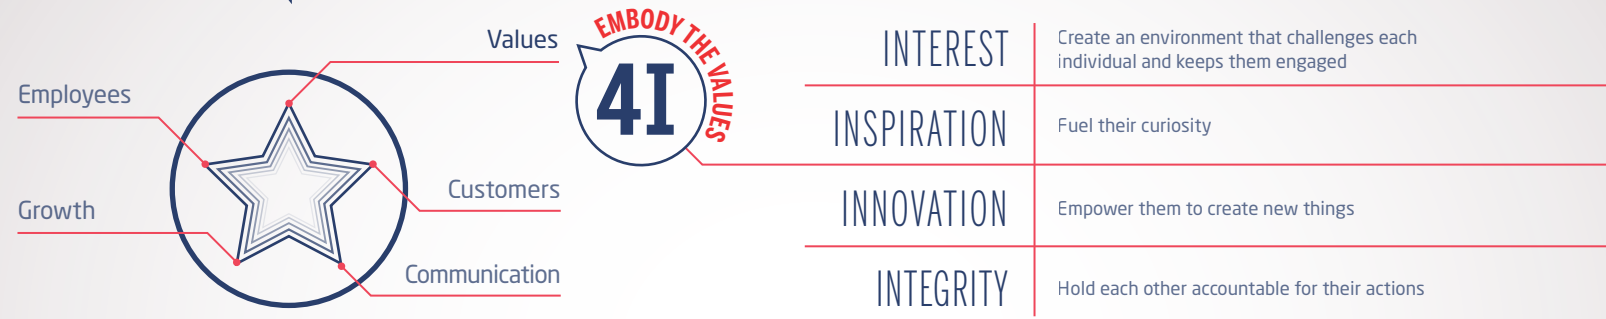 Values
Employees
Customers
Growth
Communication
EMBODY THE VALUES
4I
INTEREST
Create an environment that challenges each
individual and keeps them engaged
INSPIRATION
Fuel their curiosity
INNOVATION
Empower them to create new things
INTEGRITY
Hold each other accountable for their actions